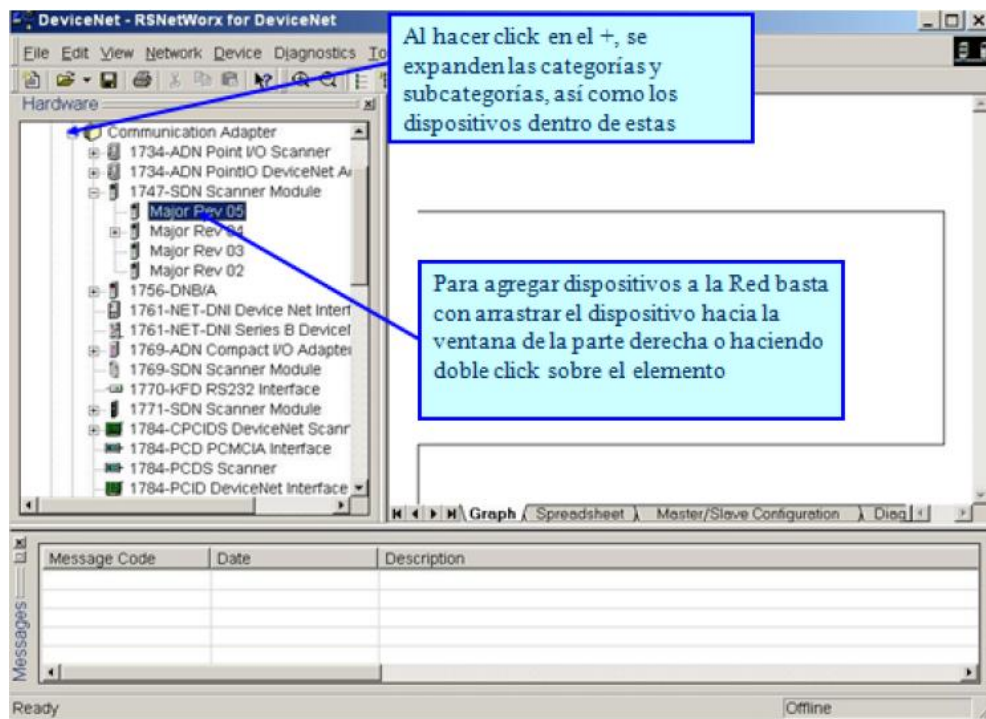 DeviceNet - RSNetWorx for DeviceNet
File Edit View Network Device Diagnostics
Al hacer click en el +, se
expanden las categorías y
subcategorías, así como los
dispositivos dentro de estas
Hardware
Communication Adapter
1734-ADN Point I/O Scanner
1734-ADN PointIO DeviceNet
1747-SDN Scanner Module
Major Rev 05
Major Rev 04
Major Rev 03
Major Rev 02
1756-DNB/A
1761-NET-DNI Device Net Interf
1761-NET-DNI Series B DeviceN
1769-ADN Compact I/O Adapter
1769-SDN Scanner Module
1770-KFD RS232 Interface
1771-SDN Scanner Module
1784-CPCIDS DeviceNet Scanr
1784-PCD PCMCIA Interface
1784-PCDS Scanner
1784-PCID DeviceNet Interface
Para agregar dispositivos a la Red basta
con arrastrar el dispositivo hacia la
ventana de la parte derecha o haciendo
doble click sobre el elemento
Graph Spreadsheet Master/Slave Configuration Diag
Messages
Message Code Date Description
Ready Offline